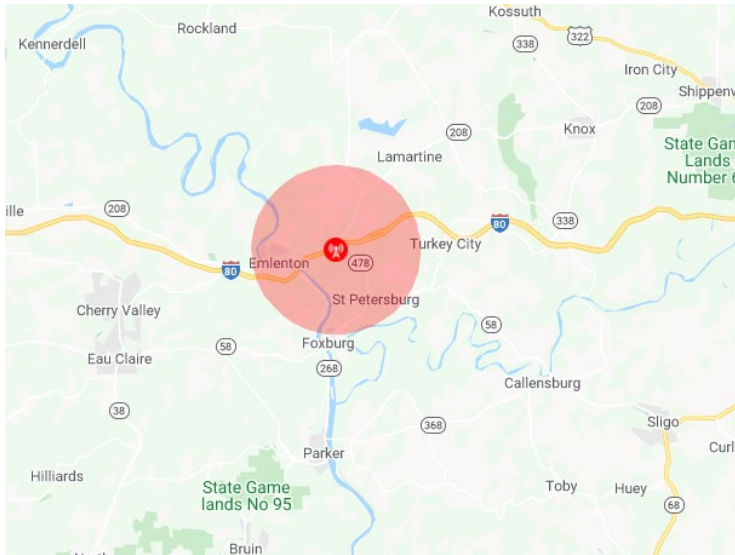 Kossuth
Rockland
322
Kennerdell
338
Iron City
Shippenv
208
208
Knox
State Gam
Lands
Number 6
Lamartine
208
ville
338
80
Turkey City
478
Emlenton
80
St Petersburg
Cherry Valley
58
Foxburg
58
Eau Claire
268
Callensburg
38
368
Sligo
Curl
Parker
Hilliards
State Game
lands No 95
Toby
Huey
68
Bruin